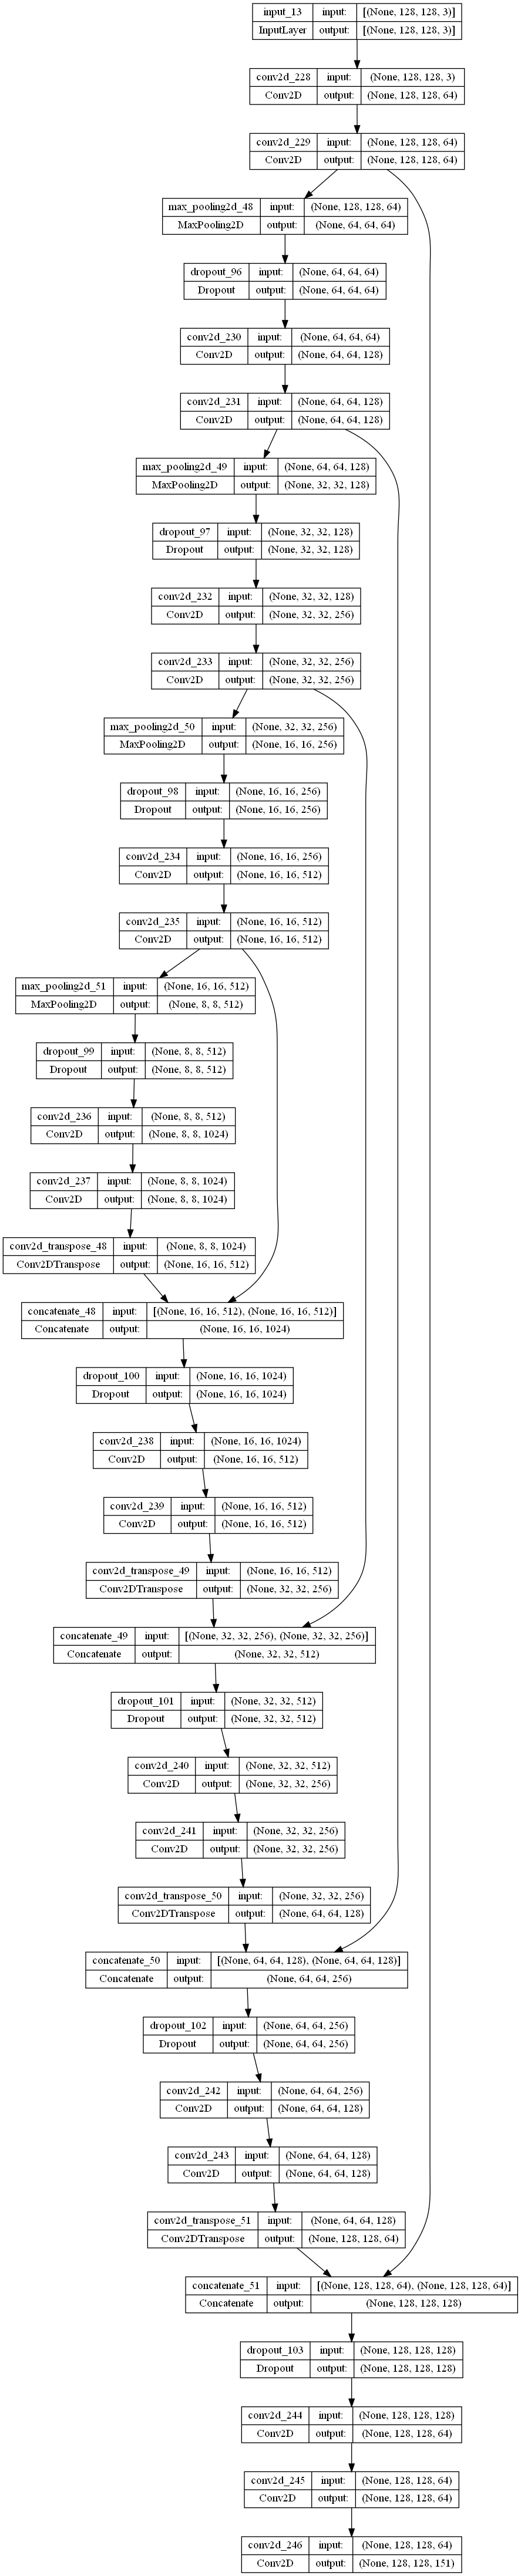 input_13 input: [(None, 128, 128, 3)]
InputLayer output: [(None, 128, 128, 3)]
conv2d_228 input: (None, 128, 128, 3)
Conv2D output: (None, 128, 128, 64)
conv2d_229 input: (None, 128, 128, 64)
Conv2D output: (None, 128, 128, 64)
max_pooling2d_48 input: (None, 128, 128, 64)
MaxPooling2D output: (None, 64, 64, 64)
dropout_96 input: (None, 64, 64, 64)
Dropout output: (None, 64, 64, 64)
conv2d_230 input: (None, 64, 64, 64)
Conv2D output: (None, 64, 64, 128)
conv2d_231 input: (None, 64, 64, 128)
Conv2D output: (None, 64, 64, 128)
max_pooling2d_49 input: (None, 64, 64, 128)
MaxPooling2D output: (None, 32, 32, 128)
dropout_97 input: (None, 32, 32, 128)
Dropout output: (None, 32, 32, 128)
conv2d_232 input: (None, 32, 32, 128)
Conv2D output: (None, 32, 32, 256)
conv2d_233 input: (None, 32, 32, 256)
Conv2D output: (None, 32, 32, 256)
max_pooling2d_50 input: (None, 32, 32, 256)
MaxPooling2D output: (None, 16, 16, 256)
dropout_98 input: (None, 16, 16, 256)
Dropout output: (None, 16, 16, 256)
conv2d_234 input: (None, 16, 16, 256)
Conv2D output: (None, 16, 16, 512)
conv2d_235 input: (None, 16, 16, 512)
Conv2D output: (None, 16, 16, 512)
max_pooling2d_51 input: (None, 16, 16, 512)
MaxPooling2D output: (None, 8, 8, 512)
dropout_99 input: (None, 8, 8, 512)
Dropout output: (None, 8, 8, 512)
conv2d_236 input: (None, 8, 8, 512)
Conv2D output: (None, 8, 8, 1024)
conv2d_237 input: (None, 8, 8, 1024)
Conv2D output: (None, 8, 8, 1024)
conv2d_transpose_48 input: (None, 8, 8, 1024)
Conv2DTranspose output: (None, 16, 16, 512)
concatenate_48 input: [(None, 16, 16, 512), (None, 16, 16, 512)]
Concatenate output: (None, 16, 16, 1024)
dropout_100 input: (None, 16, 16, 1024)
Dropout output: (None, 16, 16, 1024)
conv2d_238 input: (None, 16, 16, 1024)
Conv2D output: (None, 16, 16, 512)
conv2d_239 input: (None, 16, 16, 512)
Conv2D output: (None, 16, 16, 512)
conv2d_transpose_49 input: (None, 16, 16, 512)
Conv2DTranspose output: (None, 32, 32, 256)
concatenate_49 input: [(None, 32, 32, 256), (None, 32, 32, 256)]
Concatenate output: (None, 32, 32, 512)
dropout_101 input: (None, 32, 32, 512)
Dropout output: (None, 32, 32, 512)
conv2d_240 input: (None, 32, 32, 512)
Conv2D output: (None, 32, 32, 256)
conv2d_241 input: (None, 32, 32, 256)
Conv2D output: (None, 32, 32, 256)
conv2d_transpose_50 input: (None, 32, 32, 256)
Conv2DTranspose output: (None, 64, 64, 128)
concatenate_50 input: [(None, 64, 64, 128), (None, 64, 64, 128)]
Concatenate output: (None, 64, 64, 256)
dropout_102 input: (None, 64, 64, 256)
Dropout output: (None, 64, 64, 256)
conv2d_242 input: (None, 64, 64, 256)
Conv2D output: (None, 64, 64, 128)
conv2d_243 input: (None, 64, 64, 128)
Conv2D output: (None, 64, 64, 128)
conv2d_transpose_51 input: (None, 64, 64, 128)
Conv2DTranspose output: (None, 128, 128, 64)
concatenate_51 input: [(None, 128, 128, 64), (None, 128, 128, 64)]
Concatenate output: (None, 128, 128, 128)
dropout_103 input: (None, 128, 128, 128)
Dropout output: (None, 128, 128, 128)
conv2d_244 input: (None, 128, 128, 128)
Conv2D output: (None, 128, 128, 64)
conv2d_245 input: (None, 128, 128, 64)
Conv2D output: (None, 128, 128, 64)
conv2d_246 input: (None, 128, 128, 64)
Conv2D output: (None, 128, 128, 151)